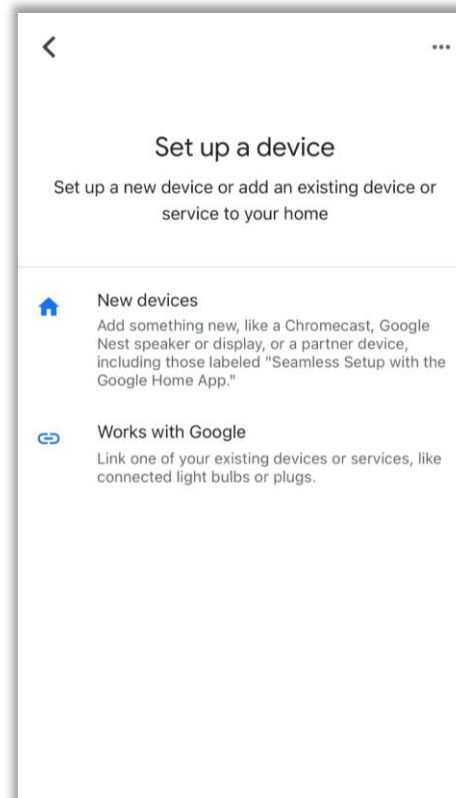 Set up a device
Set up a new device or add an existing device or
service to your home
New devices
Add something new, like a Chromecast, Google
Nest speaker or display, or a partner device,
including those labeled "Seamless Setup with the
Google Home App."
Works with Google
Link one of your existing devices or services, like
connected light bulbs or plugs.